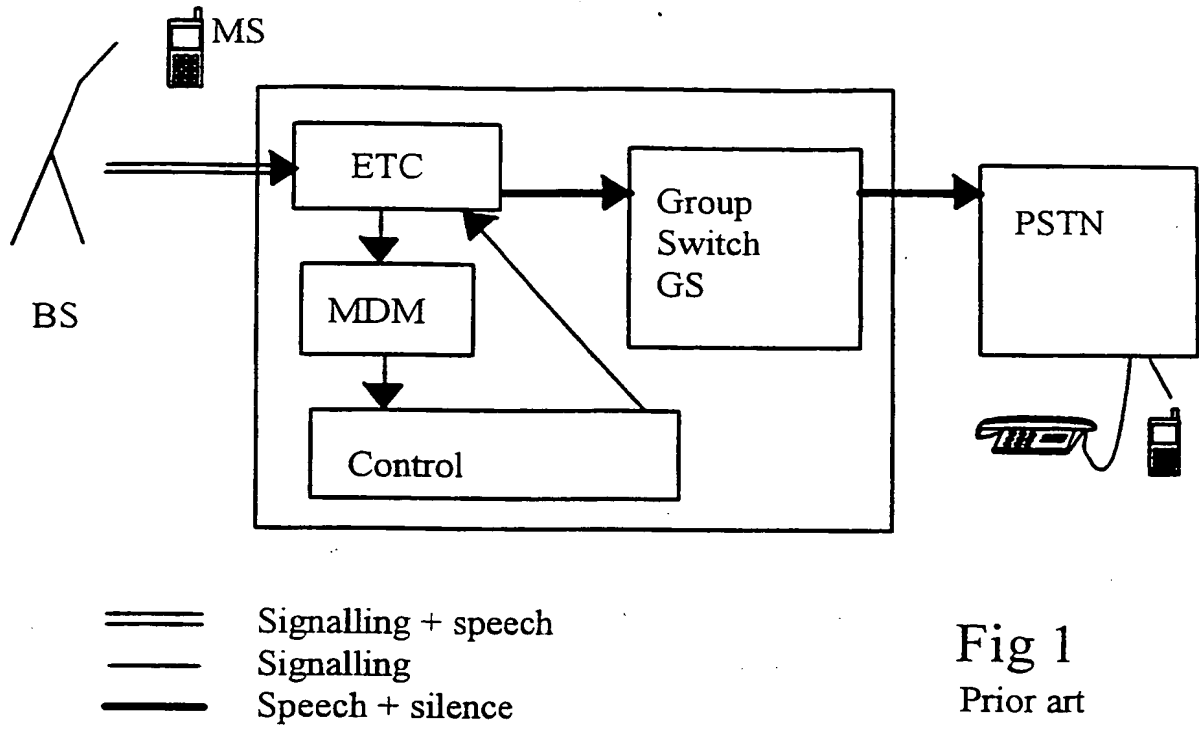 MS
ETC
Group
Switch
GS
PSTN
BS
MDM
Control
Signalling + speech
Signalling
Speech + silence
Fig 1
Prior art